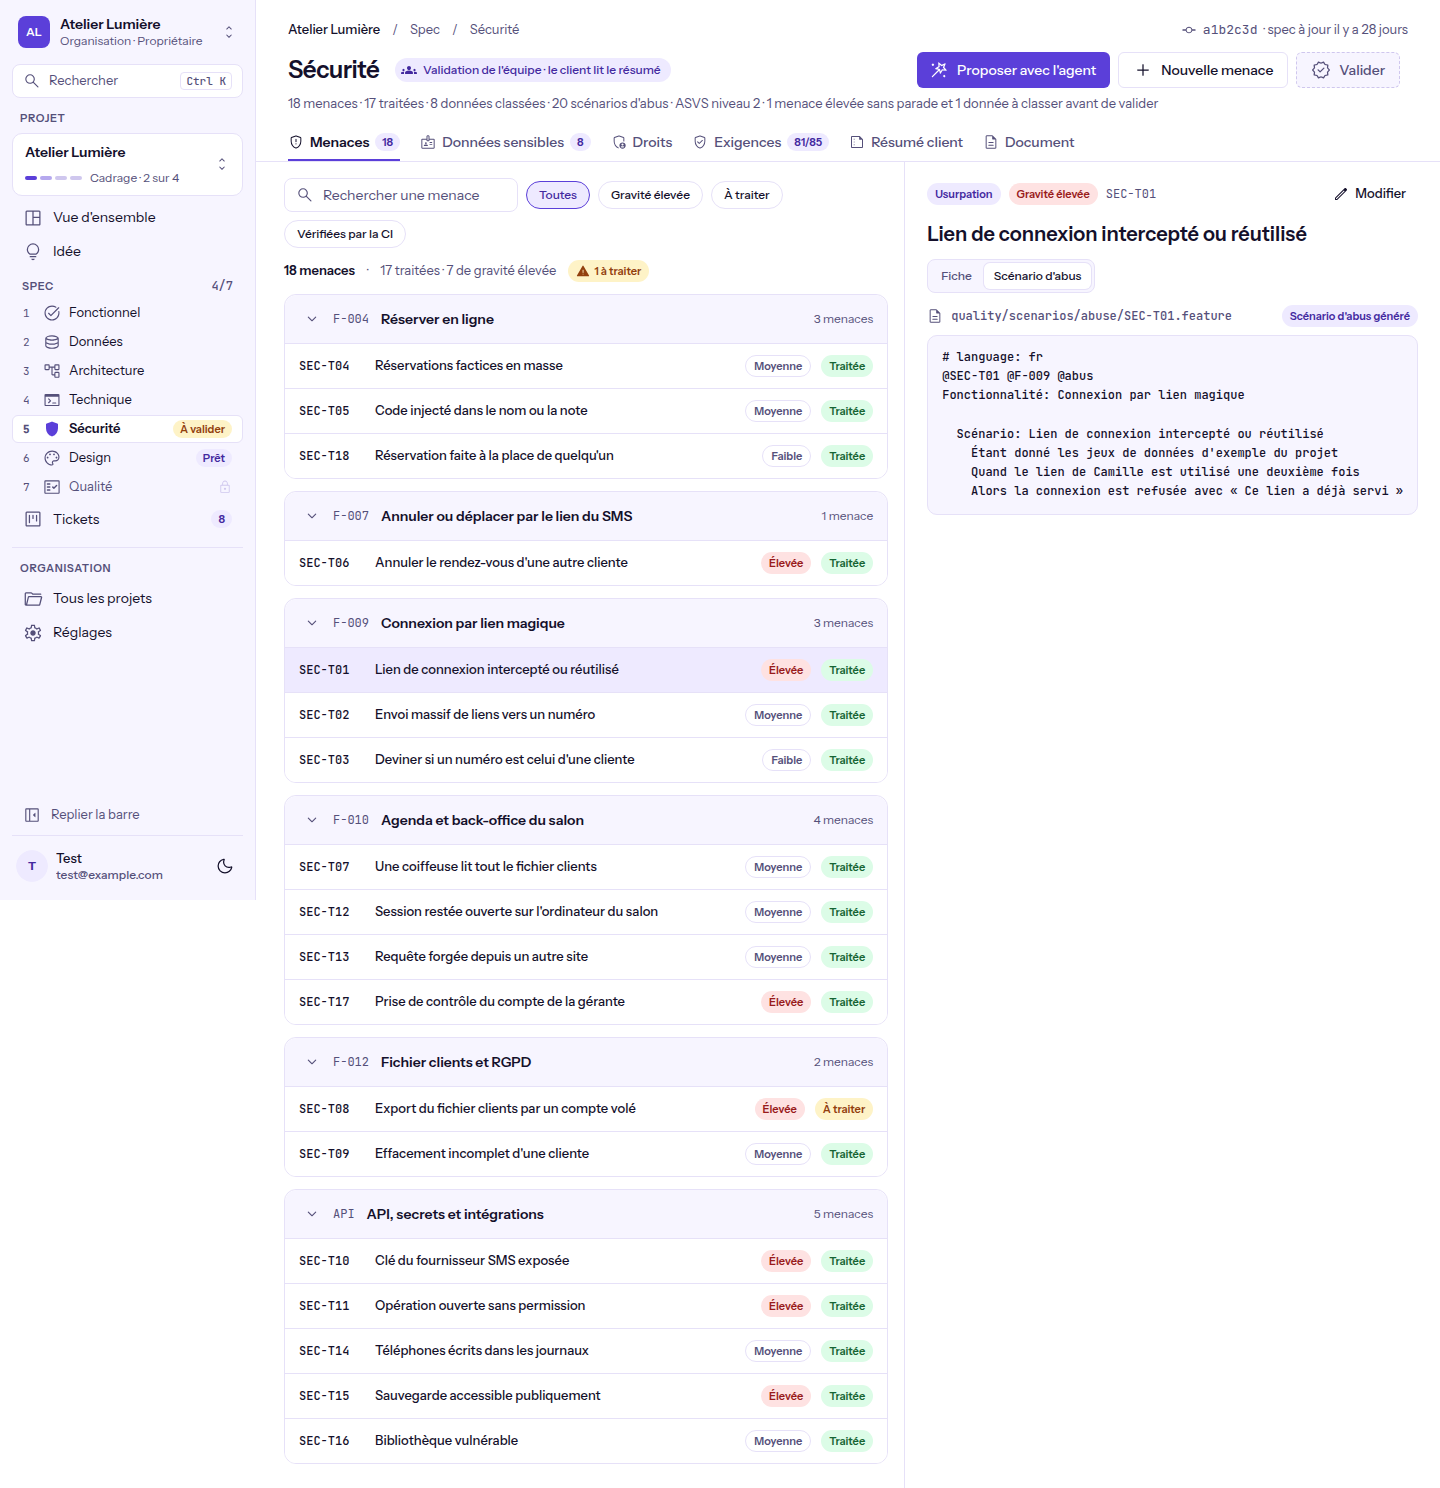 AL
Atelier Lumière
Organisation · Propriétaire
Rechercher
Ctrl K
PROJET
Atelier Lumière
Cadrage · 2 sur 4
Vue d'ensemble
Idée
SPEC 4/7
1 Fonctionnel
2 Données
3 Architecture
4 Technique
5 Sécurité À valider
6 Design Prêt
7 Qualité
Tickets 8
ORGANISATION
Tous les projets
Réglages
Replier la barre
T
Test
test@example.com
Atelier Lumière / Spec / Sécurité
a1b2c3d · spec à jour il y a 28 jours
Sécurité
Validation de l'équipe · le client lit le résumé
Proposer avec l'agent
Nouvelle menace
Valider
18 menaces · 17 traitées · 8 données classées · 20 scénarios d'abus · ASVS niveau 2 · 1 menace élevée sans parade et 1 donnée à classer avant de valider
Menaces 18
Données sensibles 8
Droits
Exigences 81/85
Résumé client
Document
Rechercher une menace
Toutes
Gravité élevée
À traiter
Vérifiées par la CI
18 menaces · 17 traitées · 7 de gravité élevée
1 à traiter
F-004 Réserver en ligne 3 menaces
SEC-T04 Réservations factices en masse Moyenne Traitée
SEC-T05 Code injecté dans le nom ou la note Moyenne Traitée
SEC-T18 Réservation faite à la place de quelqu'un Faible Traitée
F-007 Annuler ou déplacer par le lien du SMS 1 menace
SEC-T06 Annuler le rendez-vous d'une autre cliente Élevée Traitée
F-009 Connexion par lien magique 3 menaces
SEC-T01 Lien de connexion intercepté ou réutilisé Élevée Traitée
SEC-T02 Envoi massif de liens vers un numéro Moyenne Traitée
SEC-T03 Deviner si un numéro est celui d'une cliente Faible Traitée
F-010 Agenda et back-office du salon 4 menaces
SEC-T07 Une coiffeuse lit tout le fichier clients Moyenne Traitée
SEC-T12 Session restée ouverte sur l'ordinateur du salon Moyenne Traitée
SEC-T13 Requête forgée depuis un autre site Moyenne Traitée
SEC-T17 Prise de contrôle du compte de la gérante Élevée Traitée
F-012 Fichier clients et RGPD 2 menaces
SEC-T08 Export du fichier clients par un compte volé Élevée À traiter
SEC-T09 Effacement incomplet d'une cliente Moyenne Traitée
API API, secrets et intégrations 5 menaces
SEC-T10 Clé du fournisseur SMS exposée Élevée Traitée
SEC-T11 Opération ouverte sans permission Élevée Traitée
SEC-T14 Téléphones écrits dans les journaux Moyenne Traitée
SEC-T15 Sauvegarde accessible publiquement Élevée Traitée
SEC-T16 Bibliothèque vulnérable Moyenne Traitée
Usurpation
Gravité élevée
SEC-T01
Modifier
Lien de connexion intercepté ou réutilisé
Fiche
Scénario d'abus
quality/scenarios/abuse/SEC-T01.feature
Scénario d'abus généré
# language: fr
@SEC-T01 @F-009 @abus
Fonctionnalité: Connexion par lien magique
Scénario: Lien de connexion intercepté ou réutilisé
Étant donné les jeux de données d'exemple du projet
Quand le lien de Camille est utilisé une deuxième fois
Alors la connexion est refusée avec « Ce lien a déjà servi »